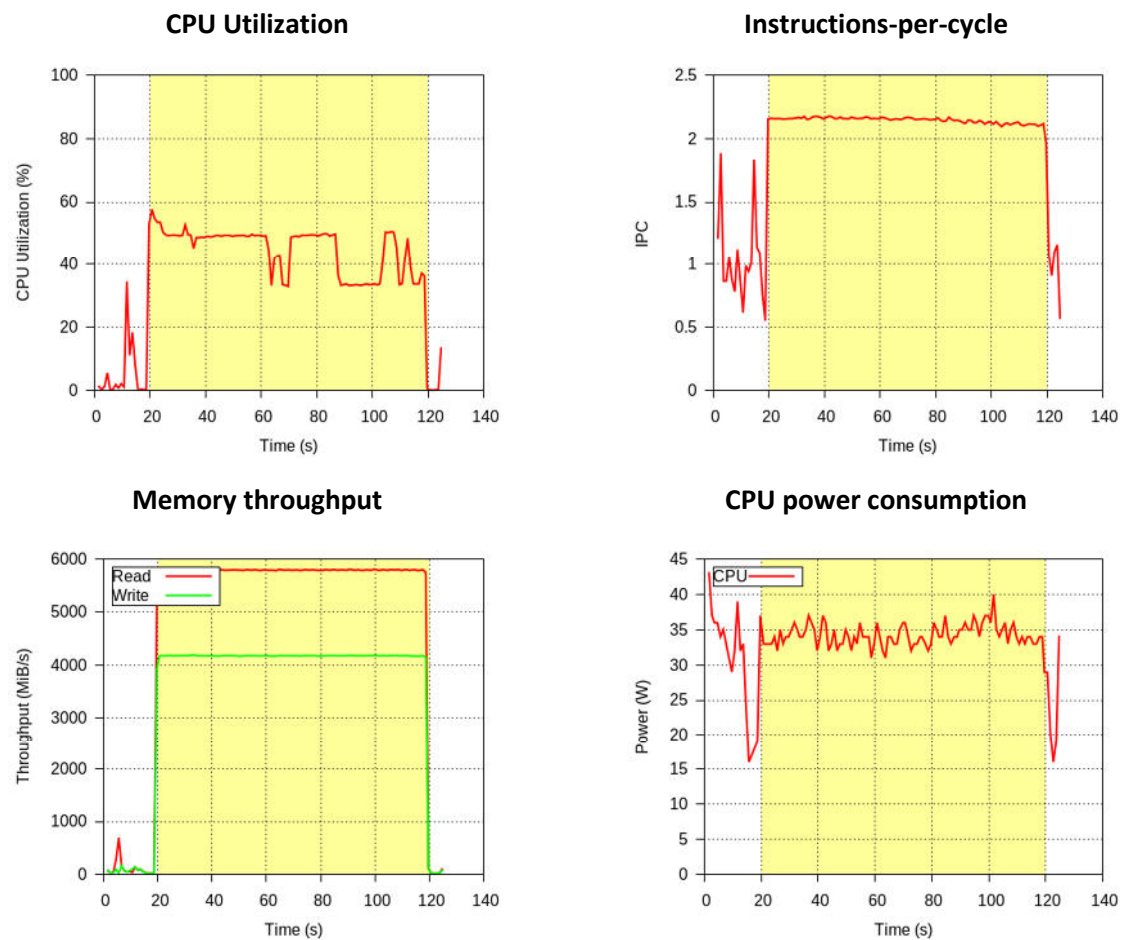 CPU Utilization
100
80
60
40
20
0
CPU Utilization (%)
0 20 40 60 80 100 120 140
Time (s)
Instructions-per-cycle
2.5
2
1.5
1
0.5
0
IPC
0 20 40 60 80 100 120 140
Time (s)
Memory throughput
6000
5000
4000
3000
2000
1000
0
Throughput (MiB/s)
Read
Write
0 20 40 60 80 100 120 140
Time (s)
CPU power consumption
45
40
35
30
25
20
15
10
5
0
Power (W)
CPU
0 20 40 60 80 100 120 140
Time (s)